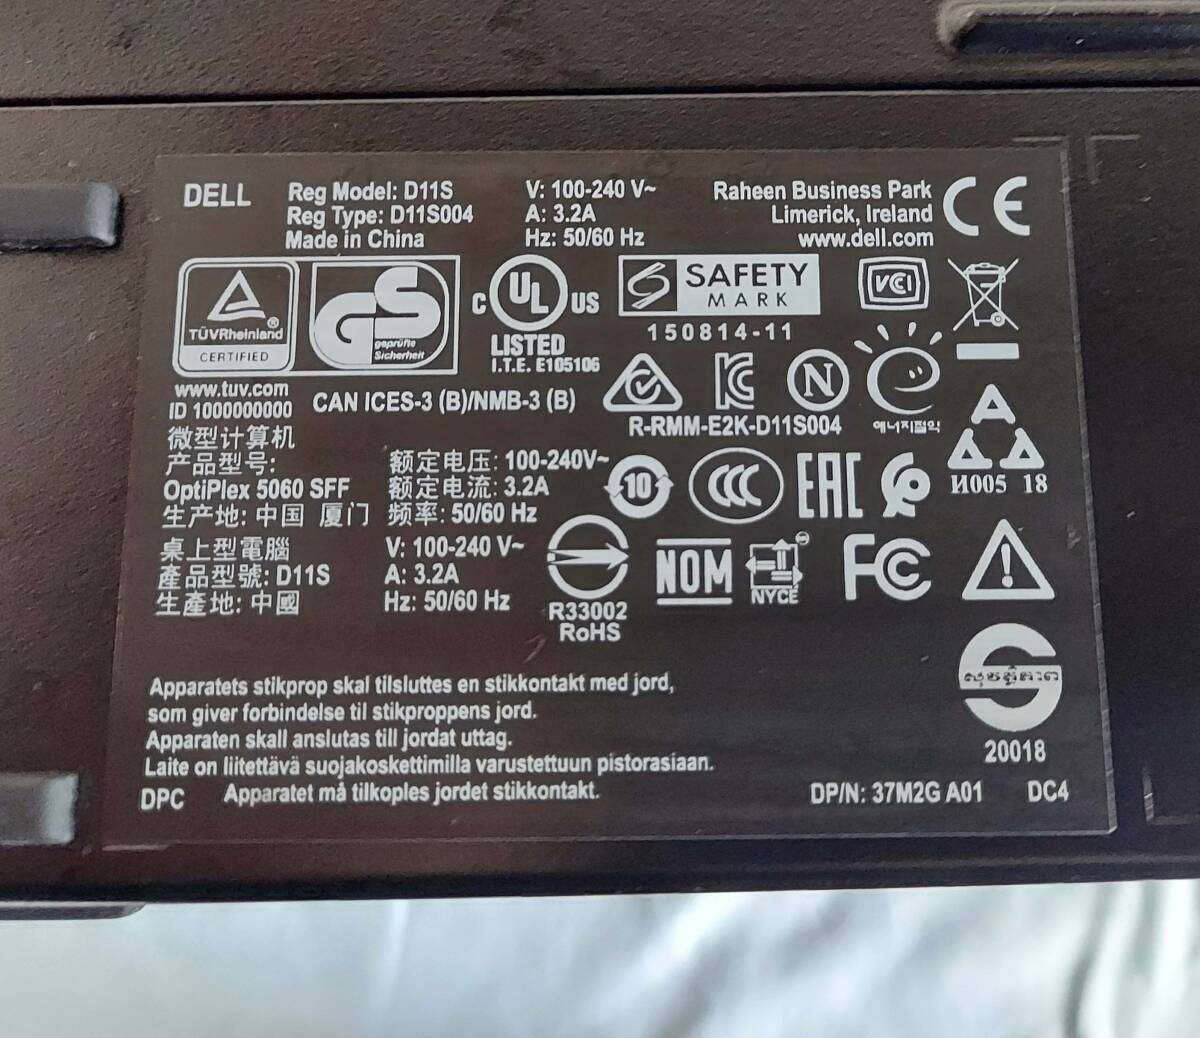 DELL
Reg Model: D11S
Reg Type: D11S004
Made in China
V: 100-240 V~
A: 3.2A
Hz: 50/60 Hz
Raheen Business Park
Limerick, Ireland
www.dell.com
CE
TÜVRheinland®
CERTIFIED
GS
geprüfte
Sicherheit
C UL US
LISTED
I.T.E. E105106
S SAFETY
MARK
150814-11
VCI
www.tuv.com
ID 1000000000
CAN ICES-3 (B)/NMB-3 (B)
KC
N
R-RMM-E2K-D11S004
에너지절약
微型计算机
产品型号:
OptiPlex 5060 SFF
生产地: 中国 厦门
额定电压: 100-240V~
额定电流: 3.2A
频率: 50/60 Hz
10
CCC
EAC
И005 18
桌上型電腦
產品型號: D11S
生產地: 中國
V: 100-240 V~
A: 3.2A
Hz: 50/60 Hz
R33002
RoHS
NOM
NYCE
FC
!
20018
Apparatets stikprop skal tilsluttes en stikkontakt med jord,
som giver forbindelse til stikproppens jord.
Apparaten skall anslutas till jordat uttag.
Laite on liitettävä suojakoskettimilla varustettuun pistorasiaan.
DPC
Apparatet må tilkoples jordet stikkontakt.
DP/N: 37M2G A01
DC4